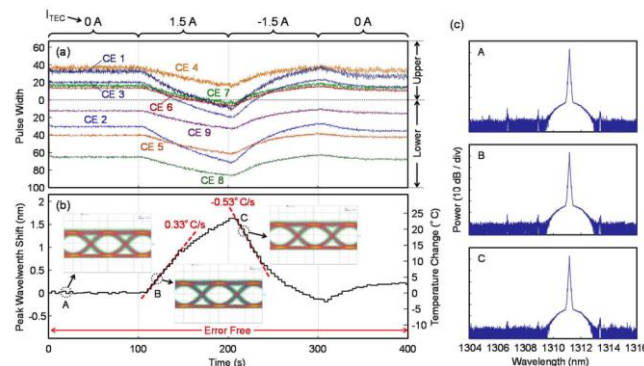 I_TEC
0 A
1.5 A
-1.5 A
0 A
(a)
Pulse Width
60
40
20
0
20
40
60
80
100
CE 1
CE 4
CE 3
CE 7
CE 6
CE 2
CE 9
CE 5
CE 8
Upper
Lower
(b)
Peak Wavelwenth Shift (nm)
2
1.5
1
0.5
0
-0.5
0.33°C/s
-0.53°C/s
A
B
C
Temperature Change (°C)
25
20
15
10
5
0
-5
-10
Error Free
0
100
200
300
400
Time (s)
(c)
A
B
C
Power (10 dB / div)
1304
1306
1308
1310
1312
1314
1316
Wavelength (nm)